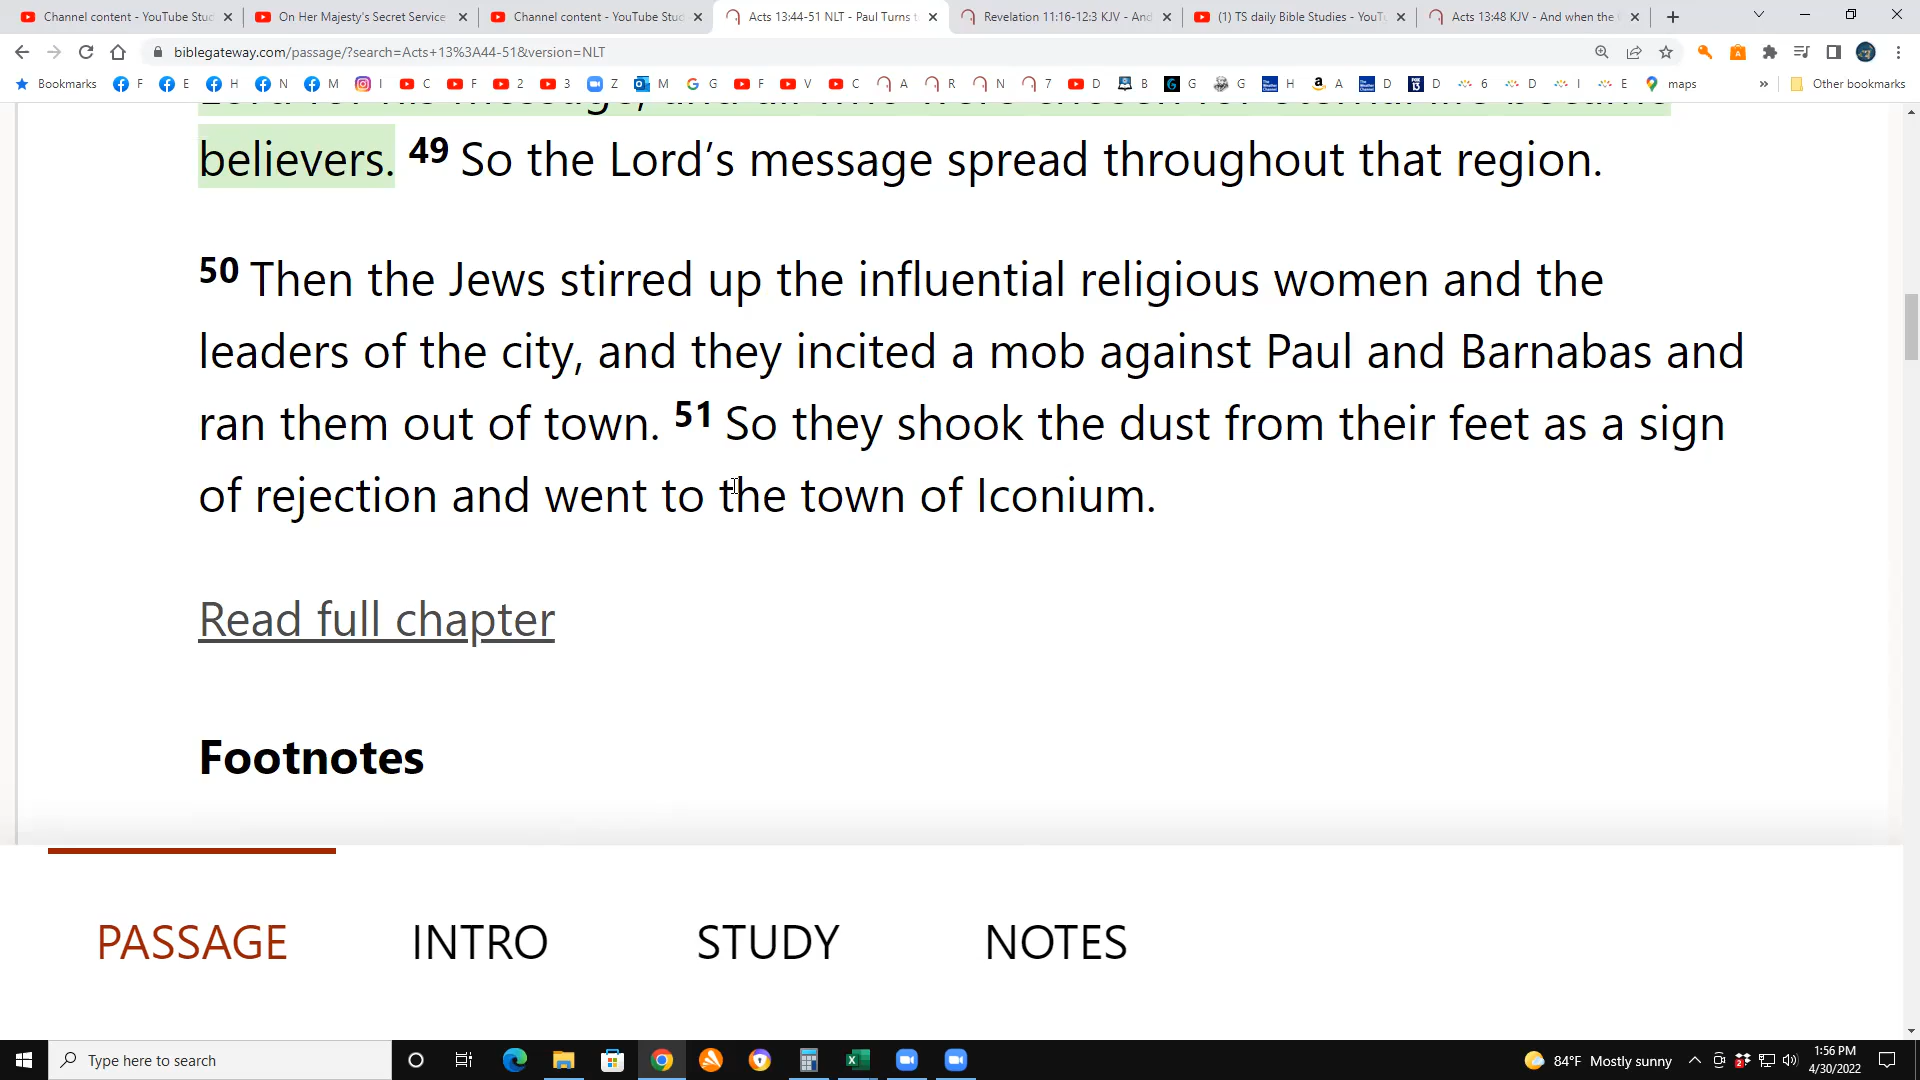 Channel content - YouTube Stud
On Her Majesty's Secret Service
Channel content - YouTube Stud
Acts 13:44-51 NLT - Paul Turns t
Revelation 11:16-12:3 KJV - And
(1) TS daily Bible Studies - YouTu
Acts 13:48 KJV - And when the
biblegateway.com/passage/?search=Acts+13%3A44-51&version=NLT
Bookmarks F E H N M I C F 2 3 Z M G F V C A R N 7 D B G G H A D D 6 D I E maps » Other bookmarks
believers. 49 So the Lord's message spread throughout that region.
50 Then the Jews stirred up the influential religious women and the
leaders of the city, and they incited a mob against Paul and Barnabas and
ran them out of town. 51 So they shook the dust from their feet as a sign
of rejection and went to the town of Iconium.
Read full chapter
Footnotes
PASSAGE INTRO STUDY NOTES
Type here to search
84°F Mostly sunny
1:56 PM
4/30/2022